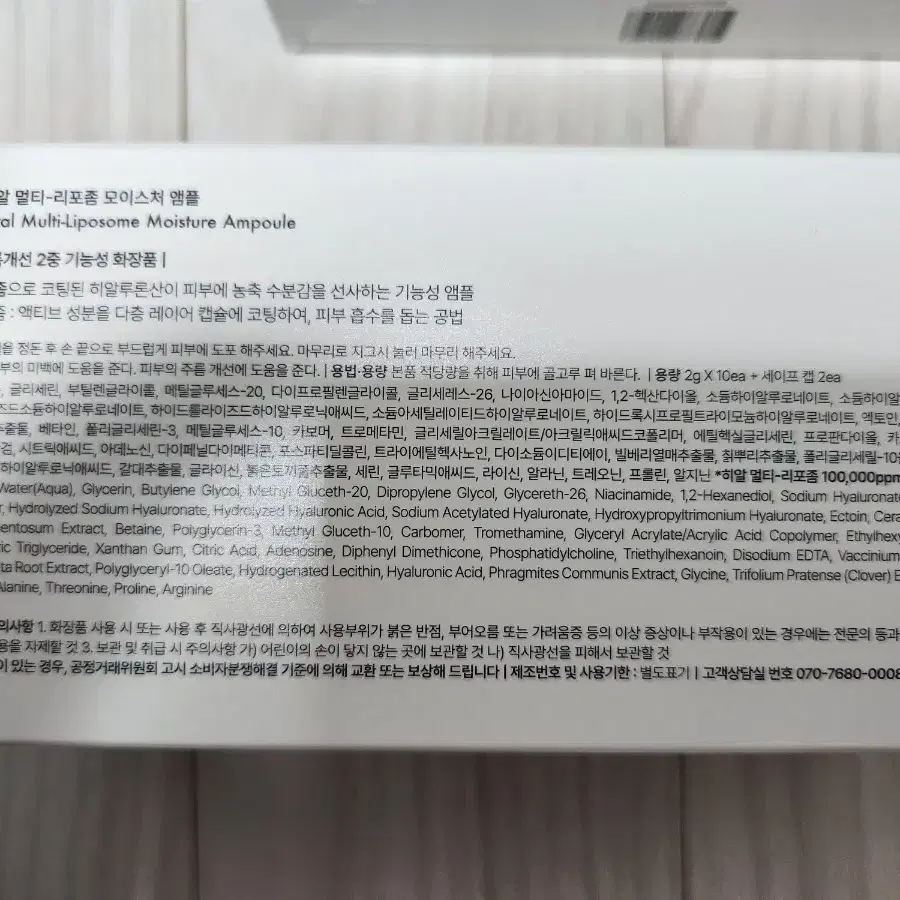 알 멀티-리포좀 모이스처 앰플
al Multi-Liposome Moisture Ampoule
개선 2중 기능성 화장품 |
좀으로 코팅된 히알루론산이 피부에 농축 수분감을 선사하는 기능성 앰플
좀 : 액티브 성분을 다층 레이어 캡슐에 코팅하여, 피부 흡수를 돕는 공법
을 정돈 후 손 끝으로 부드럽게 피부에 도포 해주세요. 마무리로 지그시 눌러 마무리 해주세요.
부의 미백에 도움을 준다. 피부의 주름 개선에 도움을 준다. | 용법·용량 본품 적당량을 취해 피부에 골고루 펴 바른다. | 용량 2g X 10ea + 세이프 캡 2ea
글리세린, 부틸렌글라이콜, 메틸글루세스-20, 다이프로필렌글라이콜, 글리세레스-26, 나이아신아마이드, 1,2-헥산다이올, 소듐하이알루로네이트, 소듐하이알
즈드소듐하이알루로네이트, 하이드롤라이즈드하이알루로닉애씨드, 소듐아세틸레이티드하이알루로네이트, 하이드록시프로필트라이모늄하이알루로네이트, 엑토인,
추출물, 베타인, 폴리글리세린-3, 메틸글루세스-10, 카보머, 트로메타민, 글리세릴아크릴레이트/아크릴릭애씨드코폴리머, 에틸헥실글리세린, 프로판다이올, 카
검, 시트릭애씨드, 아데노신, 다이페닐다이메티콘, 포스파티딜콜린, 트라이에틸헥사노인, 다이소듐이디티에이, 빌베리열매추출물, 칡뿌리추출물, 폴리글리세릴-10올
하이알루로닉애씨드, 갈대추출물, 글라이신, 붉은토끼풀추출물, 세린, 글루타믹애씨드, 라이신, 알라닌, 트레오닌, 프롤린, 알지닌 *히알 멀티-리포좀 100,000ppm
Water(Aqua), Glycerin, Butylene Glycol, Methyl Gluceth-20, Dipropylene Glycol, Glycereth-26, Niacinamide, 1,2-Hexanediol, Sodium Hyaluronate
r, Hydrolyzed Sodium Hyaluronate, Hydrolyzed Hyaluronic Acid, Sodium Acetylated Hyaluronate, Hydroxypropyltrimonium Hyaluronate, Ectoin, Cera
entosum Extract, Betaine, Polyglycerin-3, Methyl Gluceth-10, Carbomer, Tromethamine, Glyceryl Acrylate/Acrylic Acid Copolymer, Ethylhexy
ric Triglyceride, Xanthan Gum, Citric Acid, Adenosine, Diphenyl Dimethicone, Phosphatidylcholine, Triethylhexanoin, Disodium EDTA, Vaccinium
ta Root Extract, Polyglyceryl-10 Oleate, Hydrogenated Lecithin, Hyaluronic Acid, Phragmites Communis Extract, Glycine, Trifolium Pratense (Clover) E
Alanine, Threonine, Proline, Arginine
의사항 1. 화장품 사용 시 또는 사용 후 직사광선에 의하여 사용부위가 붉은 반점, 부어오름 또는 가려움증 등의 이상 증상이나 부작용이 있는 경우에는 전문의 등과
용을 자제할 것 3. 보관 및 취급 시 주의사항 가) 어린이의 손이 닿지 않는 곳에 보관할 것 나) 직사광선을 피해서 보관할 것
이 있는 경우, 공정거래위원회 고시 소비자분쟁해결 기준에 의해 교환 또는 보상해 드립니다 | 제조번호 및 사용기한 : 별도표기 | 고객상담실 번호 070-7680-0008